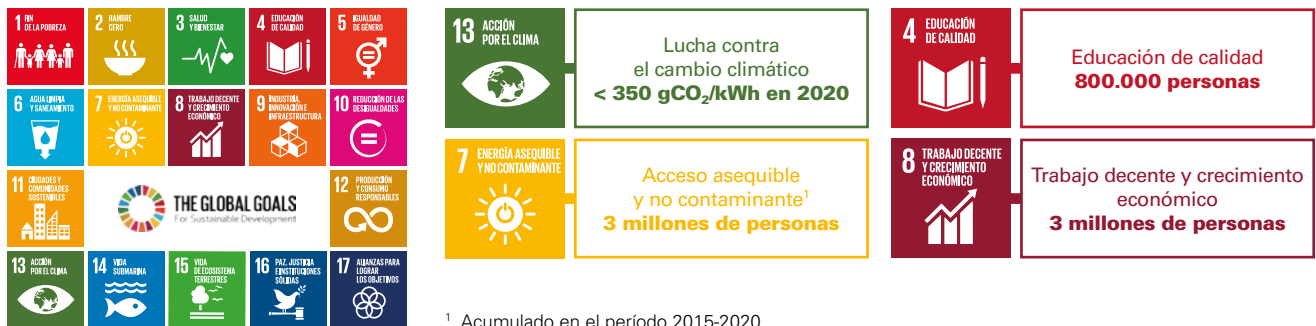 1 FIN
DE LA POBREZA
2 HAMBRE
CERO
3 SALUD
Y BIENESTAR
4 EDUCACIÓN
DE CALIDAD
5 IGUALDAD
DE GÉNERO
6 AGUA LIMPIA
Y SANEAMIENTO
7 ENERGÍA ASEQUIBLE
Y NO CONTAMINANTE
8 TRABAJO DECENTE
Y CRECIMIENTO
ECONÓMICO
9 INDUSTRIA,
INNOVACIÓN E
INFRAESTRUCTURA
10 REDUCCIÓN DE LAS
DESIGUALDADES
11 CIUDADES Y
COMUNIDADES
SOSTENIBLES
THE GLOBAL GOALS
For Sustainable Development
12 PRODUCCIÓN
Y CONSUMO
RESPONSABLES
13 ACCIÓN
POR EL CLIMA
14 VIDA
SUBMARINA
15 VIDA
DE ECOSISTEMA
TERRESTRES
16 PAZ, JUSTICIA
E INSTITUCIONES
SÓLIDAS
17 ALIANZAS PARA
LOGRAR
LOS OBJETIVOS
13 ACCIÓN
POR EL CLIMA
Lucha contra
el cambio climático
< 350 gCO₂/kWh en 2020
4 EDUCACIÓN
DE CALIDAD
Educación de calidad
800.000 personas
7 ENERGÍA ASEQUIBLE
Y NO CONTAMINANTE
Acceso asequible
y no contaminante¹
3 millones de personas
8 TRABAJO DECENTE
Y CRECIMIENTO
ECONÓMICO
Trabajo decente y crecimiento
económico
3 millones de personas
¹ Acumulado en el período 2015-2020